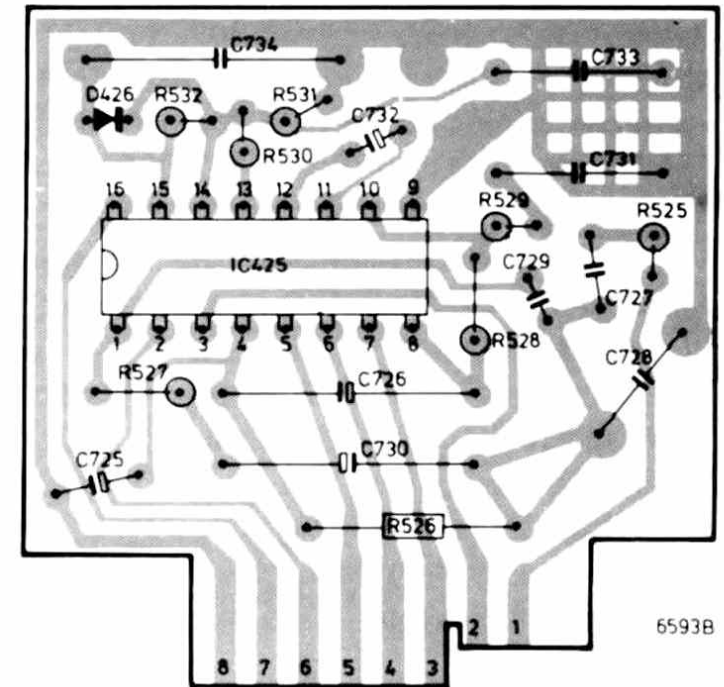 C734
C733
D426
R532
R531
C732
R530
C731
16 15 14 13 12 11 10 9
R529
R525
IC425
C729
C727
1 2 3 4 5 6 7 8
R528
C728
R527
C726
C725
C730
R526
6593B
8 7 6 5 4 3 2 1